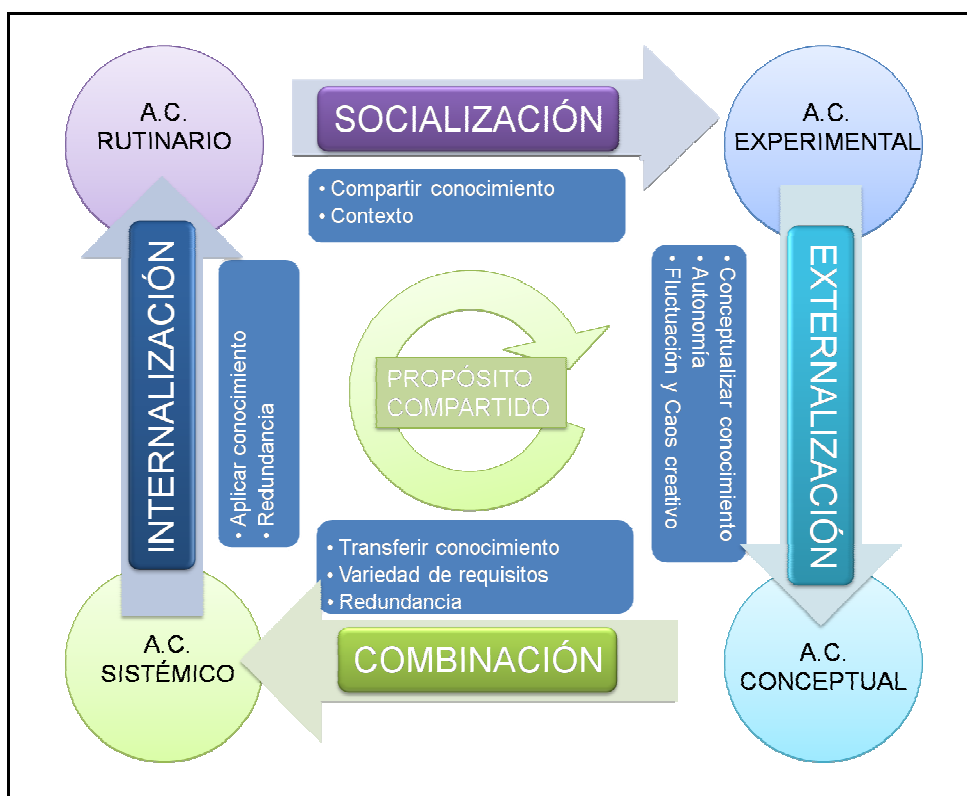 A.C.
RUTINARIO
SOCIALIZACIÓN
A.C.
EXPERIMENTAL
• Compartir conocimiento
• Contexto
INTERNALIZACIÓN
• Aplicar conocimiento
• Redundancia
PROPÓSITO
COMPARTIDO
• Conceptualizar conocimiento
• Autonomía
• Fluctuación y Caos creativo
EXTERNALIZACIÓN
• Transferir conocimiento
• Variedad de requisitos
• Redundancia
A.C.
SISTÉMICO
COMBINACIÓN
A.C.
CONCEPTUAL